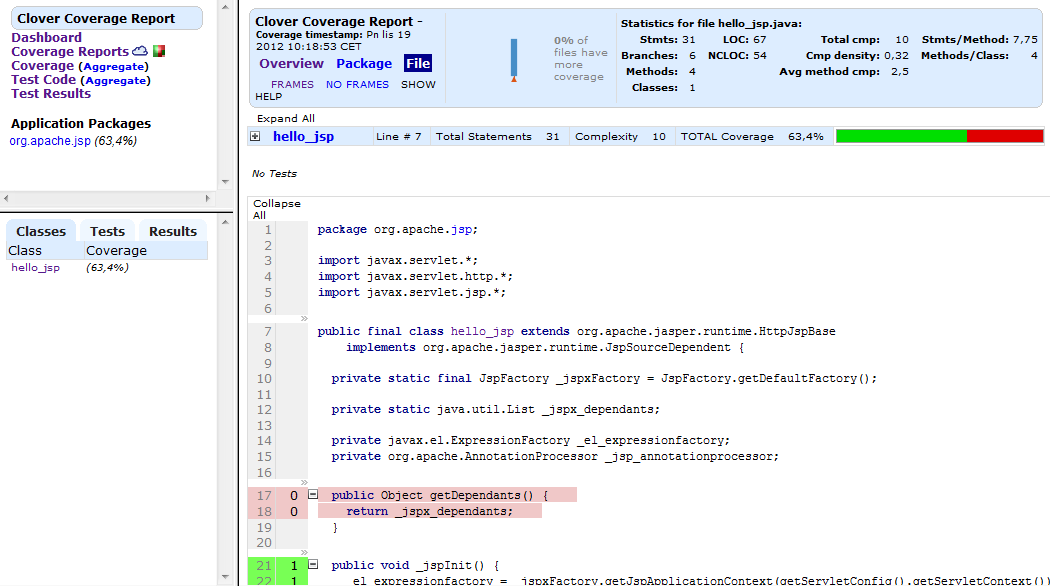 Clover Coverage Report
Dashboard
Coverage Reports
Coverage (Aggregate)
Test Code (Aggregate)
Test Results
Application Packages
org.apache.jsp (63,4%)
Classes Tests Results
Class Coverage
hello_jsp (63,4%)
Clover Coverage Report -
Coverage timestamp: Pn lis 19
2012 10:18:53 CET
Overview Package File
FRAMES NO FRAMES SHOW
HELP
0% of
files have
more
coverage
Statistics for file hello_jsp.java:
Stmts: 31 LOC: 67 Total cmp: 10 Stmts/Method: 7,75
Branches: 6 NCLOC: 54 Cmp density: 0,32 Methods/Class: 4
Methods: 4 Avg method cmp: 2,5
Classes: 1
Expand All
hello_jsp Line # 7 Total Statements 31 Complexity 10 TOTAL Coverage 63,4%
No Tests
Collapse
All
1 package org.apache.jsp;
2
3 import javax.servlet.*;
4 import javax.servlet.http.*;
5 import javax.servlet.jsp.*;
6
7 public final class hello_jsp extends org.apache.jasper.runtime.HttpJspBase
8 implements org.apache.jasper.runtime.JspSourceDependent {
9
10 private static final JspFactory _jspxFactory = JspFactory.getDefaultFactory();
11
12 private static java.util.List _jspx_dependants;
13
14 private javax.el.ExpressionFactory _el_expressionfactory;
15 private org.apache.AnnotationProcessor _jsp_annotationprocessor;
16
17 0 public Object getDependants() {
18 0 return _jspx_dependants;
19 }
20
21 1 public void _jspInit() {
22 1 _el_expressionfactory = _jspxFactory.getJspApplicationContext(getServletConfig().getServletContext())